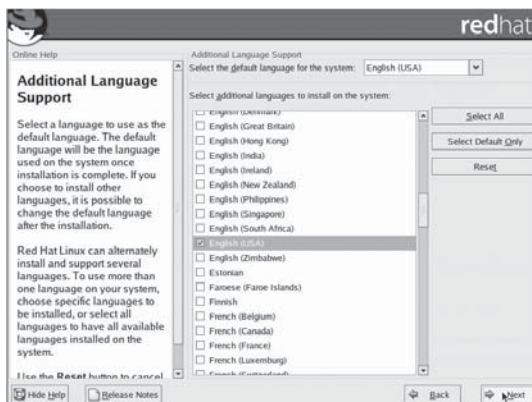 redhat
Online Help
Additional Language Support
Select a language to use as the
default language. The default
language will be the language
used on the system once
installation is complete. If you
choose to install other
languages, it is possible to
change the default language
after the installation.
Red Hat Linux can alternately
install and support several
languages. To use more than
one language on your system,
choose specific languages to
be installed, or select all
languages to have all available
languages installed on the
system.
Use the Reset button to cancel
Additional Language Support
Select the default language for the system: English (USA)
Select additional languages to install on the system:
English (Denmark)
English (Great Britain)
English (Hong Kong)
English (India)
English (Ireland)
English (New Zealand)
English (Philippines)
English (Singapore)
English (South Africa)
English (USA)
English (Zimbabwe)
Estonian
Faroese (Faroe Islands)
Finnish
French (Belgium)
French (Canada)
French (France)
French (Luxemburg)
French (Switzerland)
Select All
Select Default Only
Reset
Hide Help
Release Notes
Back
Next